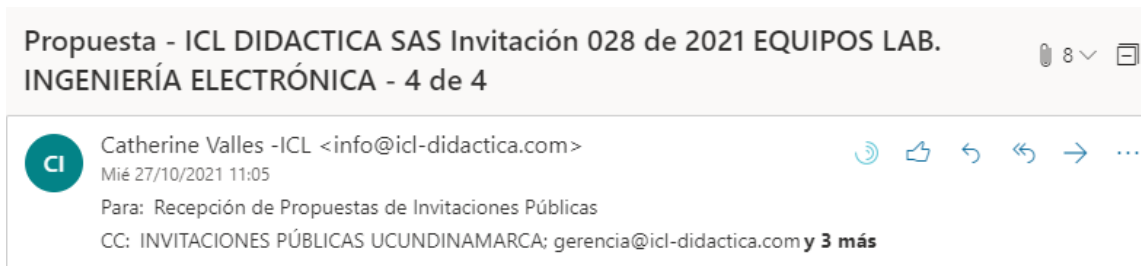 Propuesta - ICL DIDACTICA SAS Invitación 028 de 2021 EQUIPOS LAB.
INGENIERÍA ELECTRÓNICA - 4 de 4
8
CI
Catherine Valles -ICL <info@icl-didactica.com>
Mié 27/10/2021 11:05
Para: Recepción de Propuestas de Invitaciones Públicas
CC: INVITACIONES PÚBLICAS UCUNDINAMARCA; gerencia@icl-didactica.com y 3 más